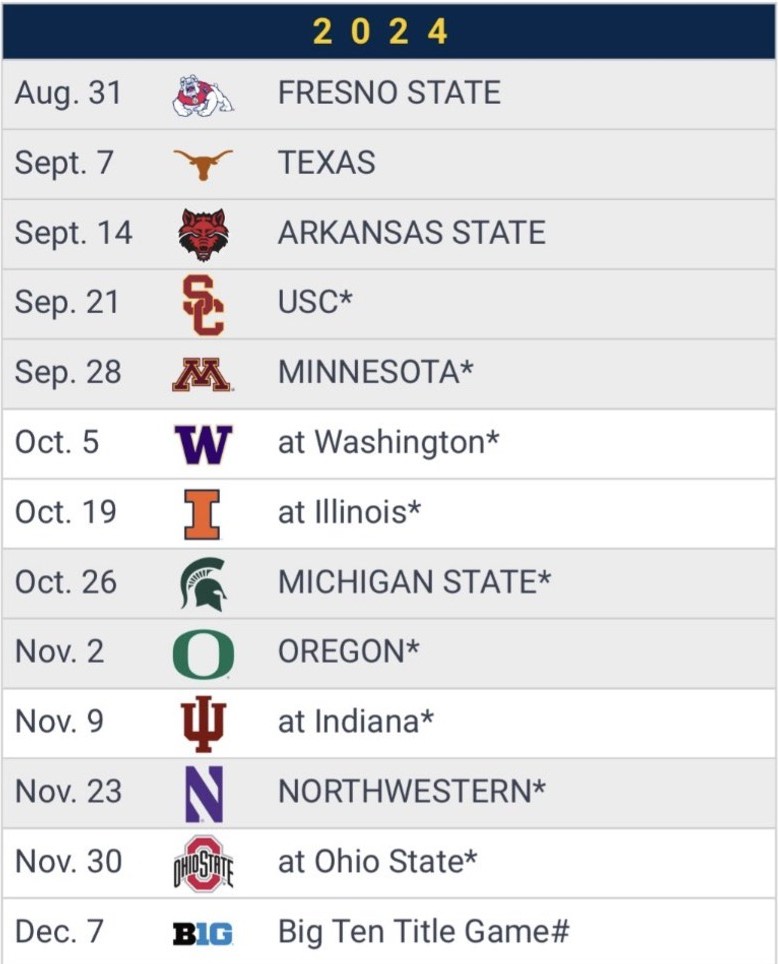 2024
Aug. 31 FRESNO STATE
Sept. 7 TEXAS
Sept. 14 ARKANSAS STATE
Sep. 21 SC USC*
Sep. 28 M MINNESOTA*
Oct. 5 W at Washington*
Oct. 19 I at Illinois*
Oct. 26 MICHIGAN STATE*
Nov. 2 O OREGON*
Nov. 9 IU at Indiana*
Nov. 23 N NORTHWESTERN*
Nov. 30 OHIO STATE at Ohio State*
Dec. 7 B1G Big Ten Title Game#